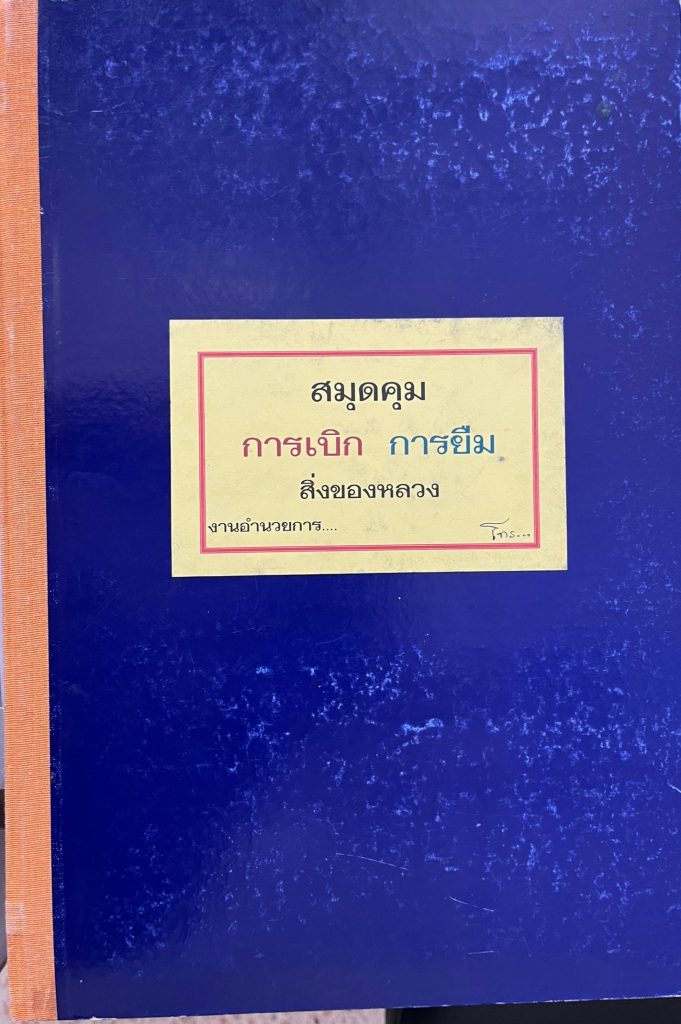 สมุดคุม
การเบิก การยืม
สิ่งของหลวง
งานอำนวยการ....